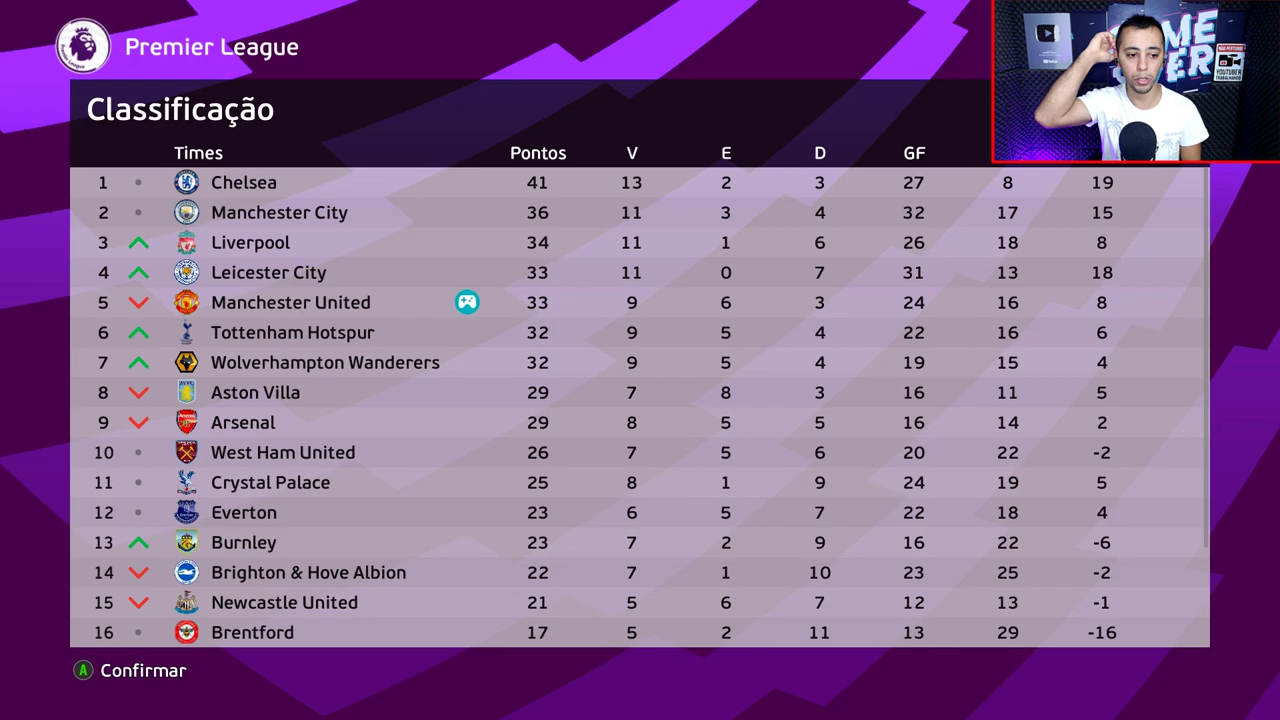 Premier League
Classificação
Times Pontos V E D GF
1 Chelsea 41 13 2 3 27 8 19
2 Manchester City 36 11 3 4 32 17 15
3 Liverpool 34 11 1 6 26 18 8
4 Leicester City 33 11 0 7 31 13 18
5 Manchester United 33 9 6 3 24 16 8
6 Tottenham Hotspur 32 9 5 4 22 16 6
7 Wolverhampton Wanderers 32 9 5 4 19 15 4
8 Aston Villa 29 7 8 3 16 11 5
9 Arsenal 29 8 5 5 16 14 2
10 West Ham United 26 7 5 6 20 22 -2
11 Crystal Palace 25 8 1 9 24 19 5
12 Everton 23 6 5 7 22 18 4
13 Burnley 23 7 2 9 16 22 -6
14 Brighton & Hove Albion 22 7 1 10 23 25 -2
15 Newcastle United 21 5 6 7 12 13 -1
16 Brentford 17 5 2 11 13 29 -16
A Confirmar
NÃO PERTURBE
YOUTUBER
TRABALHANDO